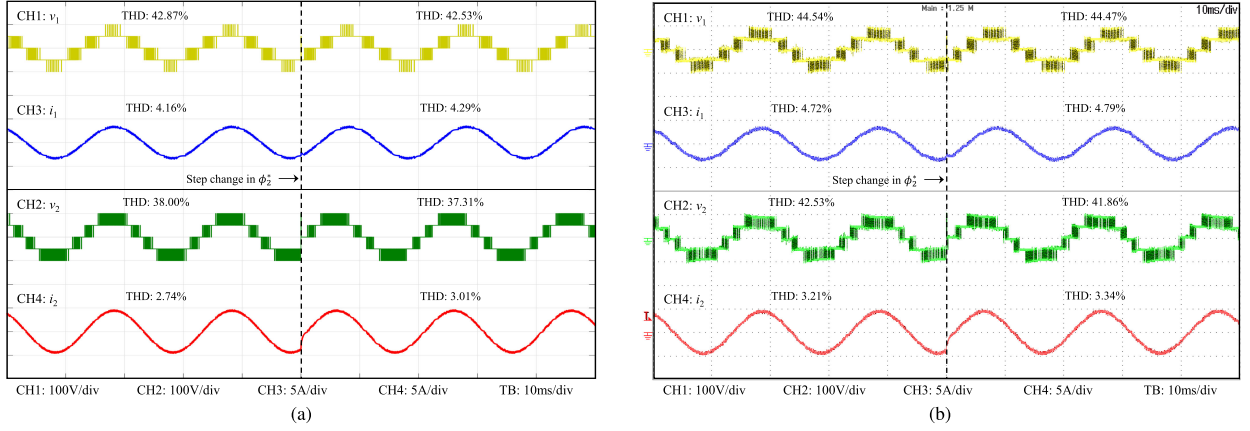 CH1: v₁
THD: 42.87%
THD: 42.53%
CH3: i₁
THD: 4.16%
THD: 4.29%
Step change in ϕ₂* →
CH2: v₂
THD: 38.00%
THD: 37.31%
CH4: i₂
THD: 2.74%
THD: 3.01%
CH1: 100V/div CH2: 100V/div CH3: 5A/div CH4: 5A/div TB: 10ms/div
(a)
Main : 1.25 M
10ms/div
CH1: v₁
THD: 44.54%
THD: 44.47%
CH3: i₁
THD: 4.72%
THD: 4.79%
Step change in ϕ₂* →
CH2: v₂
THD: 42.53%
THD: 41.86%
CH4: i₂
THD: 3.21%
THD: 3.34%
CH1: 100V/div CH2: 100V/div CH3: 5A/div CH4: 5A/div TB: 10ms/div
(b)